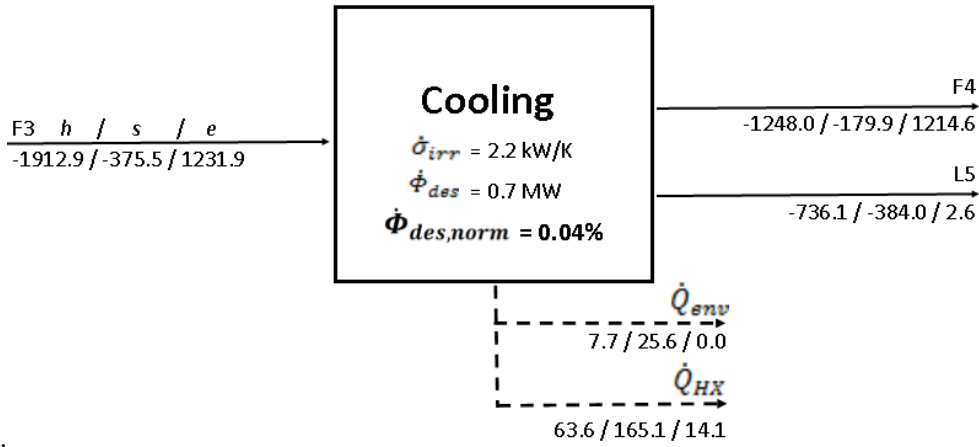 Cooling
σ̇irr = 2.2 kW/K
Φ̇des = 0.7 MW
Φ̇des,norm = 0.04%
F3 h / s / e
-1912.9 / -375.5 / 1231.9
F4
-1248.0 / -179.9 / 1214.6
L5
-736.1 / -384.0 / 2.6
Q̇env
7.7 / 25.6 / 0.0
Q̇HX
63.6 / 165.1 / 14.1
.